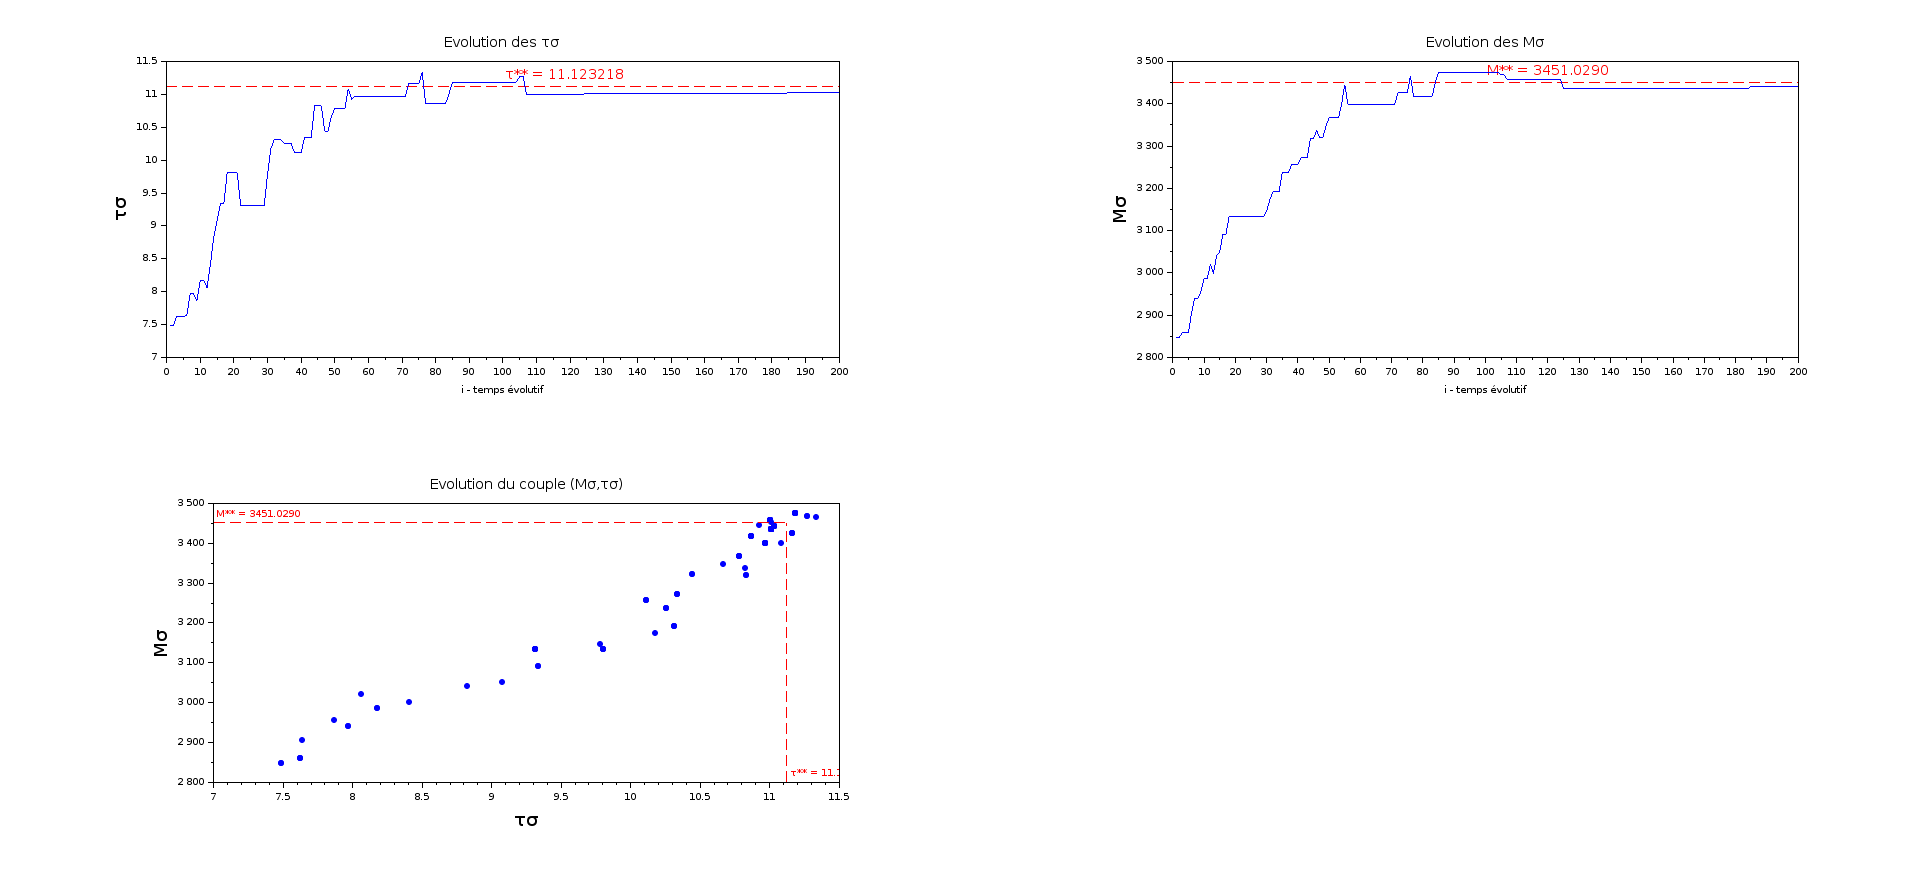 Evolution des τσ
11.5
11
10.5
10
9.5
9
8.5
8
7.5
7
τσ
τ** = 11.123218
0 10 20 30 40 50 60 70 80 90 100 110 120 130 140 150 160 170 180 190 200
i - temps évolutif
Evolution des Mσ
3 500
3 400
3 300
3 200
3 100
3 000
2 900
2 800
Mσ
M** = 3451.0290
0 10 20 30 40 50 60 70 80 90 100 110 120 130 140 150 160 170 180 190 200
i - temps évolutif
Evolution du couple (Mσ,τσ)
3 500
3 400
3 300
3 200
3 100
3 000
2 900
2 800
Mσ
M** = 3451.0290
τ** = 11.1
7 7.5 8 8.5 9 9.5 10 10.5 11 11.5
τσ